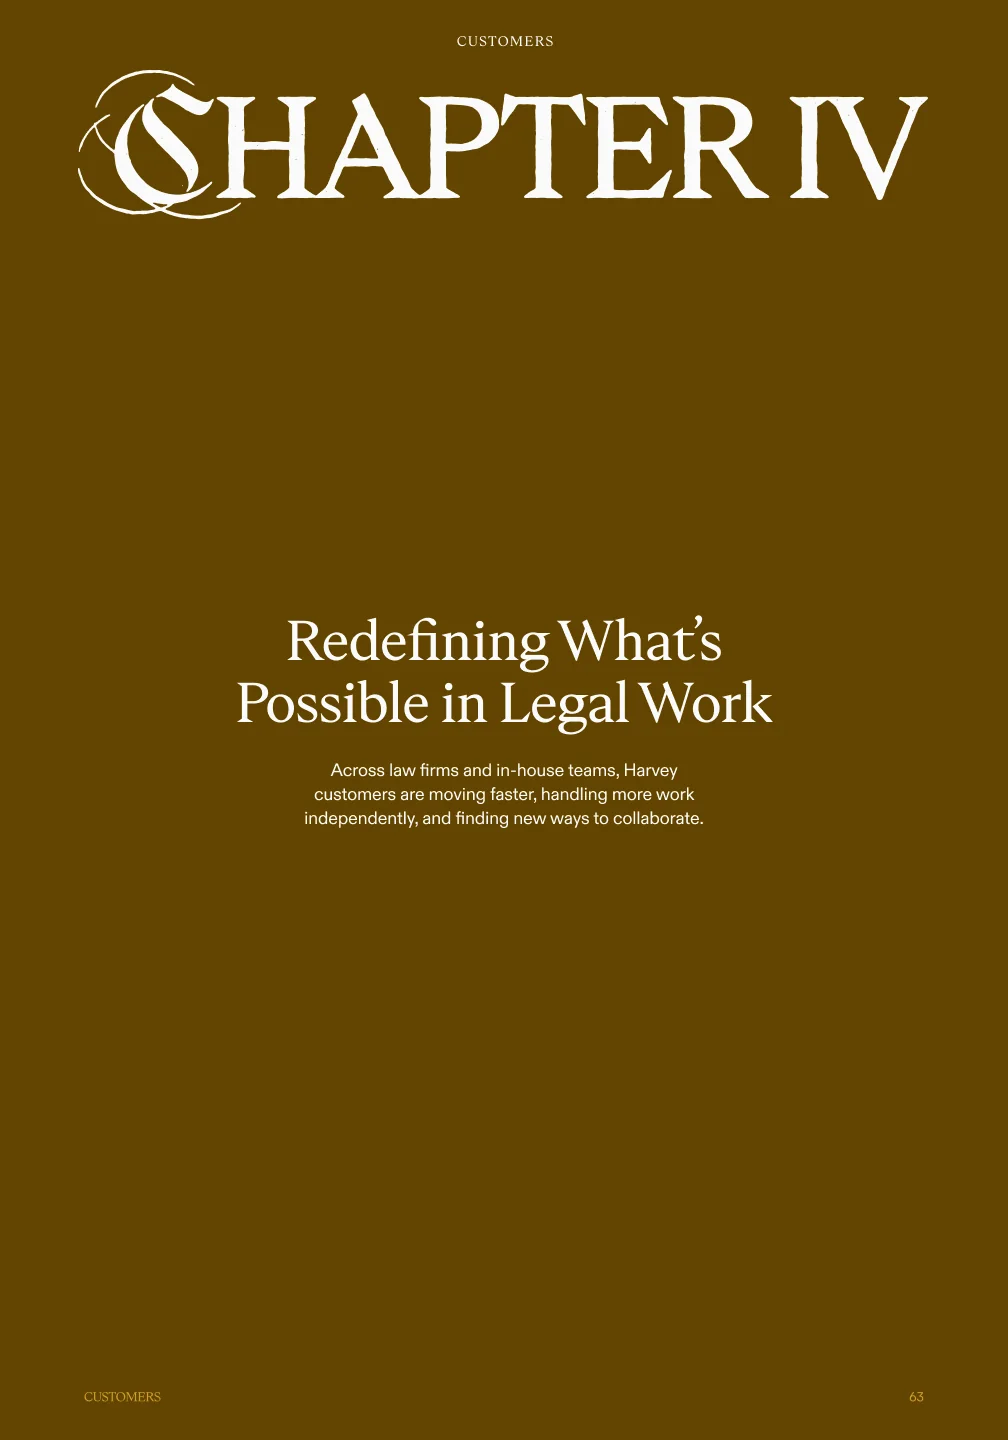 CUSTOMERS
CHAPTER IV
Redefining What’s
Possible in Legal Work
Across law firms and in-house teams, Harvey
customers are moving faster, handling more work
independently, and finding new ways to collaborate.
CUSTOMERS
63